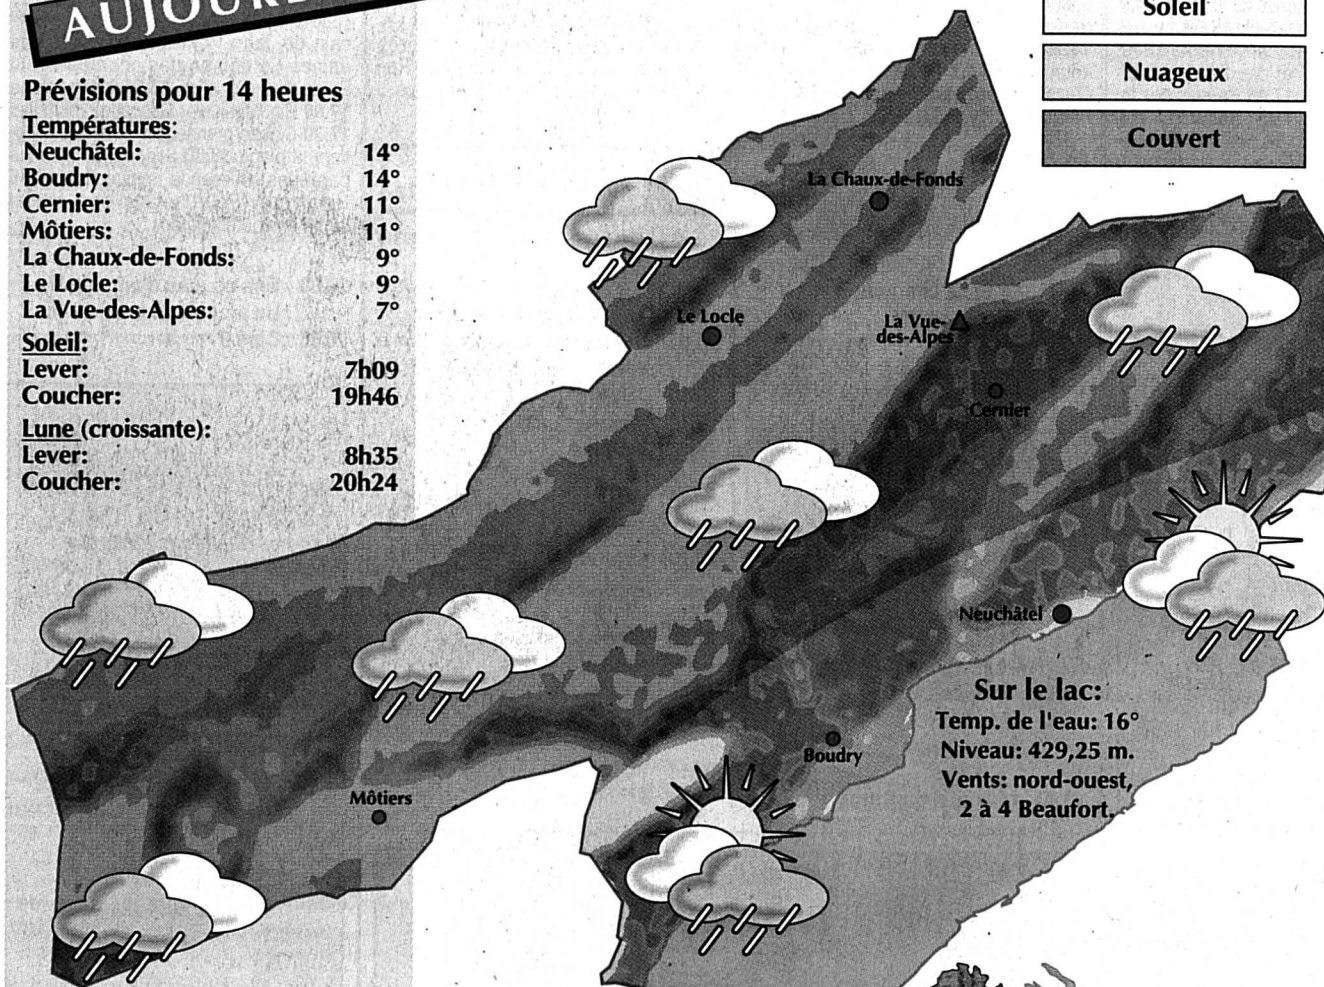 Prévisions pour 14 heures
Températures:
Neuchâtel: 14°
Boudry: 14°
Cernier: 11°
Môtiers: 11°
La Chaux-de-Fonds: 9°
Le Locle: 9°
La Vue-des-Alpes: 7°
Soleil:
Lever: 7h09
Coucher: 19h46
Lune (croissante):
Lever: 8h35
Coucher: 20h24
Soleil
Nuageux
Couvert
La Chaux-de-Fonds
Le Locle
La Vue-
des-Alpes
Cernier
Neuchâtel
Boudry
Môtiers
Sur le lac:
Temp. de l'eau: 16°
Niveau: 429,25 m.
Vents: nord-ouest,
2 à 4 Beaufort.